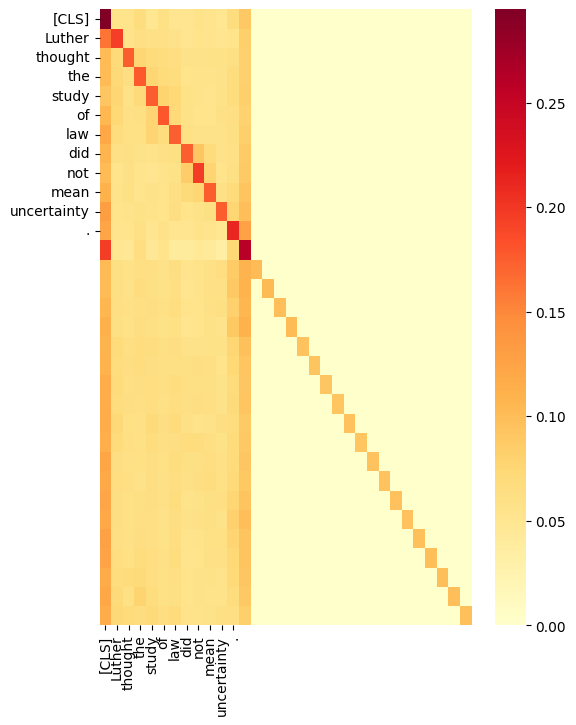 [CLS]
Luther
thought
the
study
of
law
did
not
mean
uncertainty
.
0.25
0.20
0.15
0.10
0.05
0.00
[CLS]
Luther
thought
the
study
of
law
did
not
mean
uncertainty
.